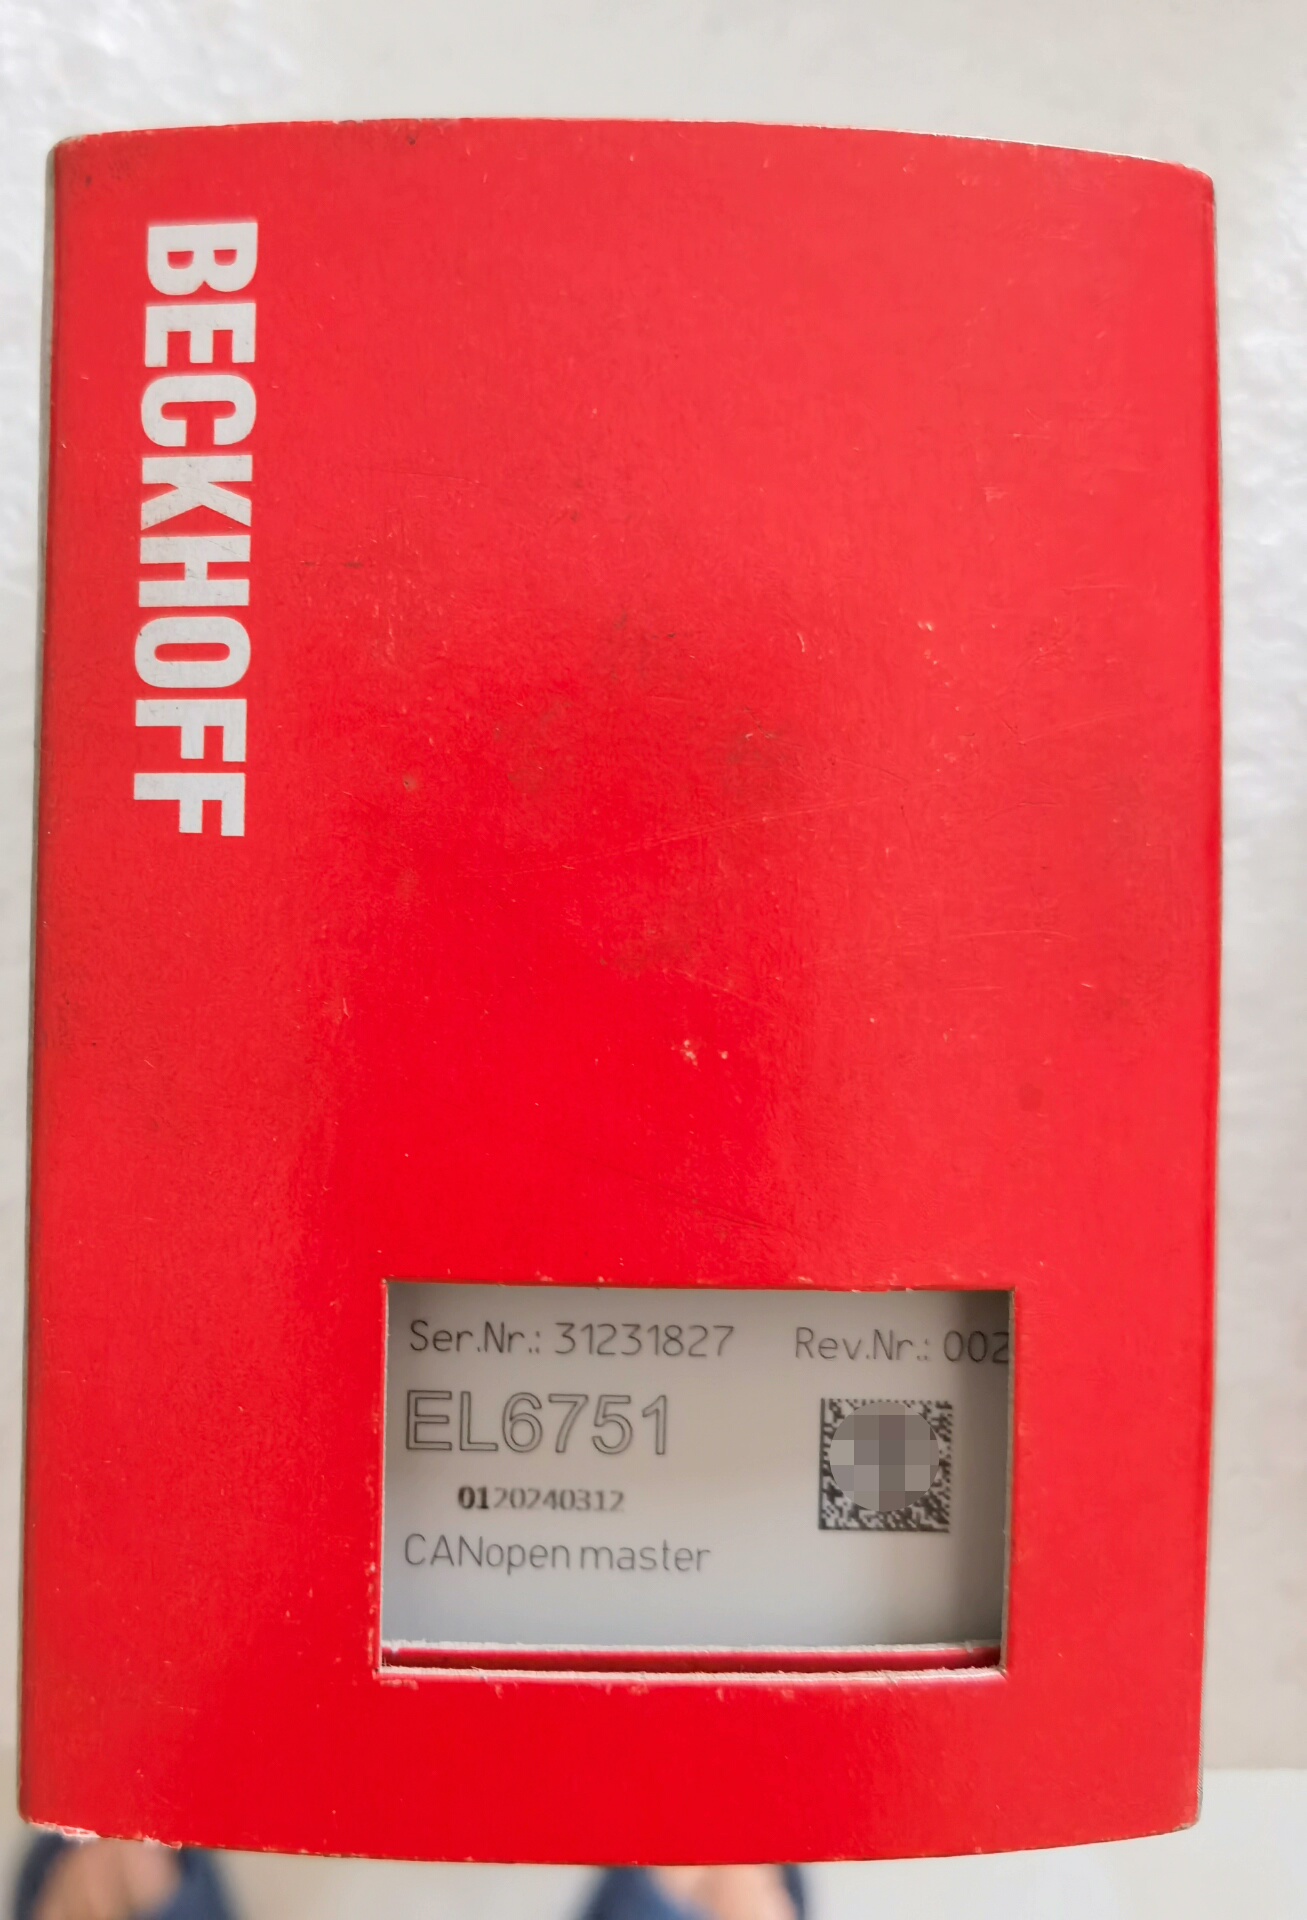 BECKHOFF
Ser.Nr.: 31231827 Rev.Nr.: 002
EL6751
0120240312
CANopen master